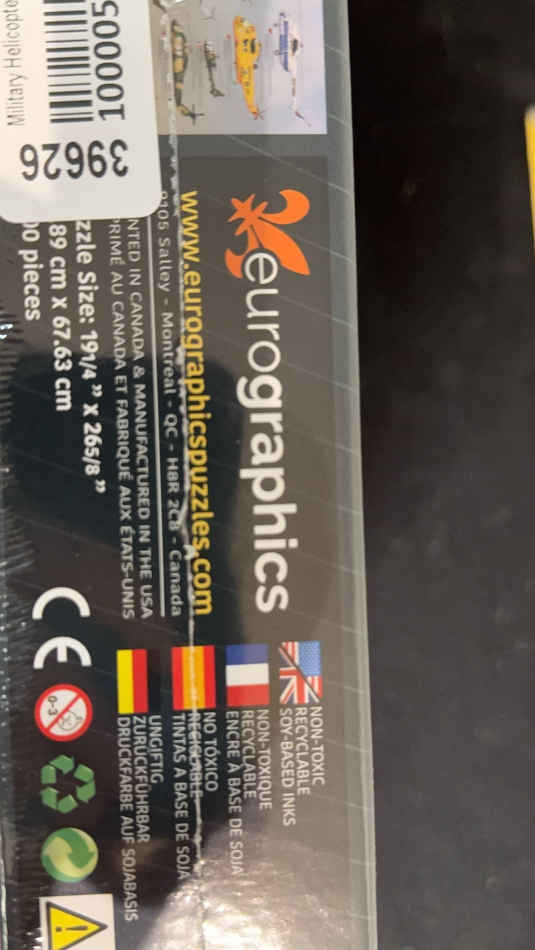 Military Helicopte
10005
39626
eurographics
www.eurographicspuzzles.com
9105 Salley - Montreal - QC - H8R 2C8 - Canada
NTED IN CANADA & MANUFACTURED IN THE USA
PRIMÉ AU CANADA ET FABRIQUÉ AUX ÉTATS-UNIS
zzle Size: 191/4 ” x 265/8 ”
89 cm x 67.63 cm
00 pieces
CE
0-3
NON-TOXIC
RECYCLABLE
SOY-BASED INKS
NON-TOXIQUE
RECYCLABLE
ENCRE À BASE DE SOJA
NO TÓXICO
RECICLABLE
TINTAS A BASE DE SOJA
UNGIFTIG
ZURÜCKFÜHRBAR
DRUCKFARBE AUF SOJABASIS